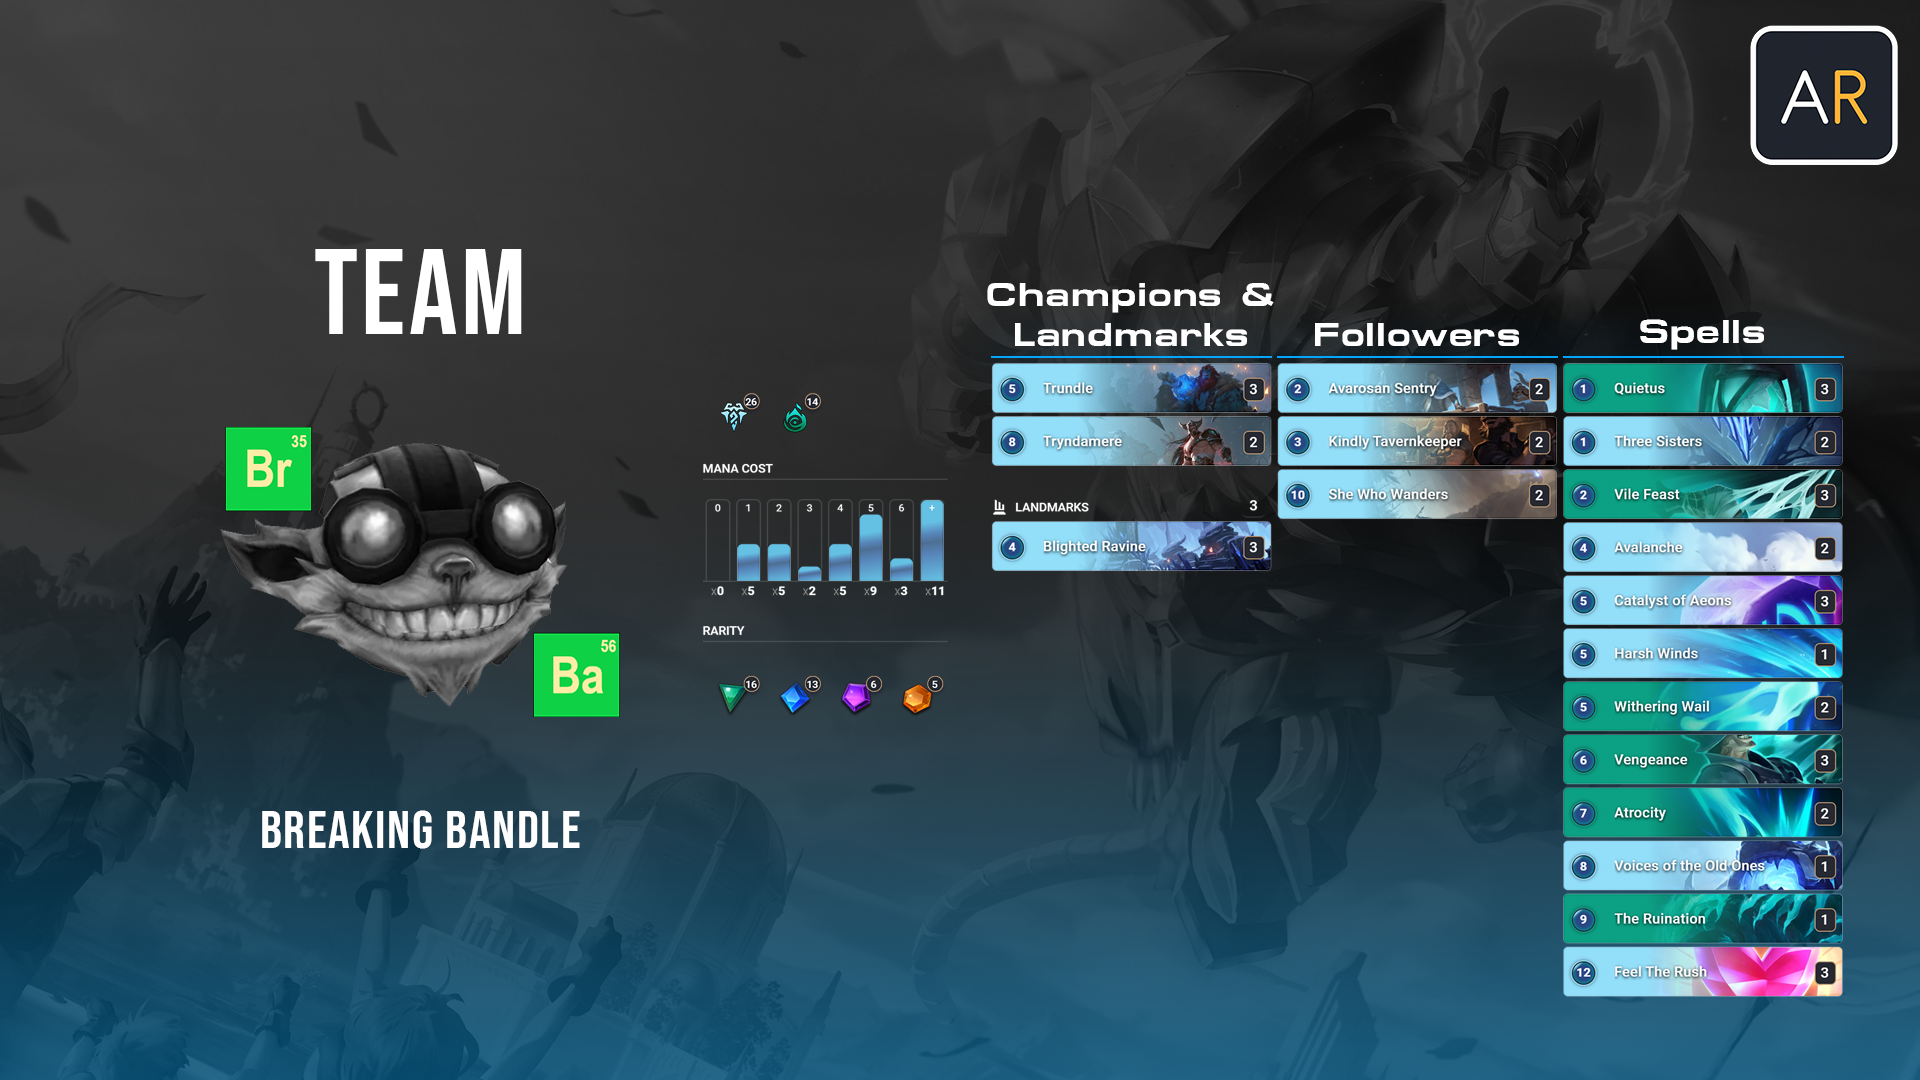 AR
TEAM
Br 35
Ba 56
BREAKING BANDLE
26 14
MANA COST
0 1 2 3 4 5 6 +
x0 x5 x5 x2 x5 x9 x3 x11
RARITY
16 13 6 5
Champions &
Landmarks
5 Trundle 3
8 Tryndamere 2
LANDMARKS 3
4 Blighted Ravine 3
Followers
2 Avarosan Sentry 2
3 Kindly Tavernkeeper 2
10 She Who Wanders 2
Spells
1 Quietus 3
1 Three Sisters 2
2 Vile Feast 3
4 Avalanche 2
5 Catalyst of Aeons 3
5 Harsh Winds 1
5 Withering Wail 2
6 Vengeance 3
7 Atrocity 2
8 Voices of the Old Ones 1
9 The Ruination 1
12 Feel The Rush 3